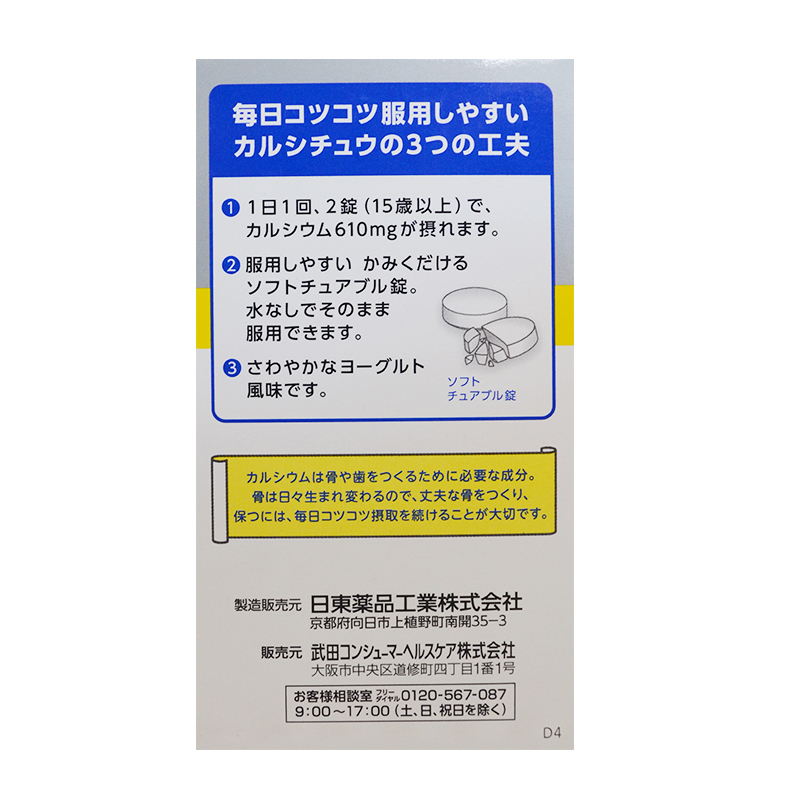 毎日コツコツ服用しやすい
カルシチュウの3つの工夫
1 1日1回、2錠(15歳以上)で、
カルシウム610mgが摂れます。
2 服用しやすい かみくだける
ソフトチュアブル錠。
水なしでそのまま
服用できます。
3 さわやかなヨーグルト
風味です。
ソフト
チュアブル錠
カルシウムは骨や歯をつくるために必要な成分。
骨は日々生まれ変わるので、丈夫な骨をつくり、
保つには、毎日コツコツ摂取を続けることが大切です。
製造販売元 日東薬品工業株式会社
京都府向日市上植野町南開35-3
販売元 武田コンシューマーヘルスケア株式会社
大阪市中央区道修町四丁目1番1号
お客様相談室 フリーダイヤル 0120-567-087
9:00〜17:00(土、日、祝日を除く)
D4